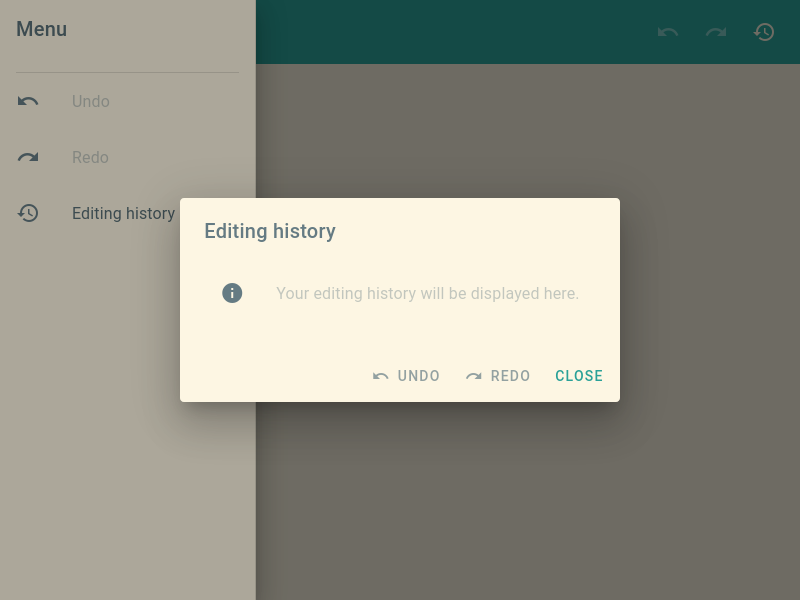 Menu
Undo
Redo
Editing history
Editing history
Your editing history will be displayed here.
UNDO REDO CLOSE